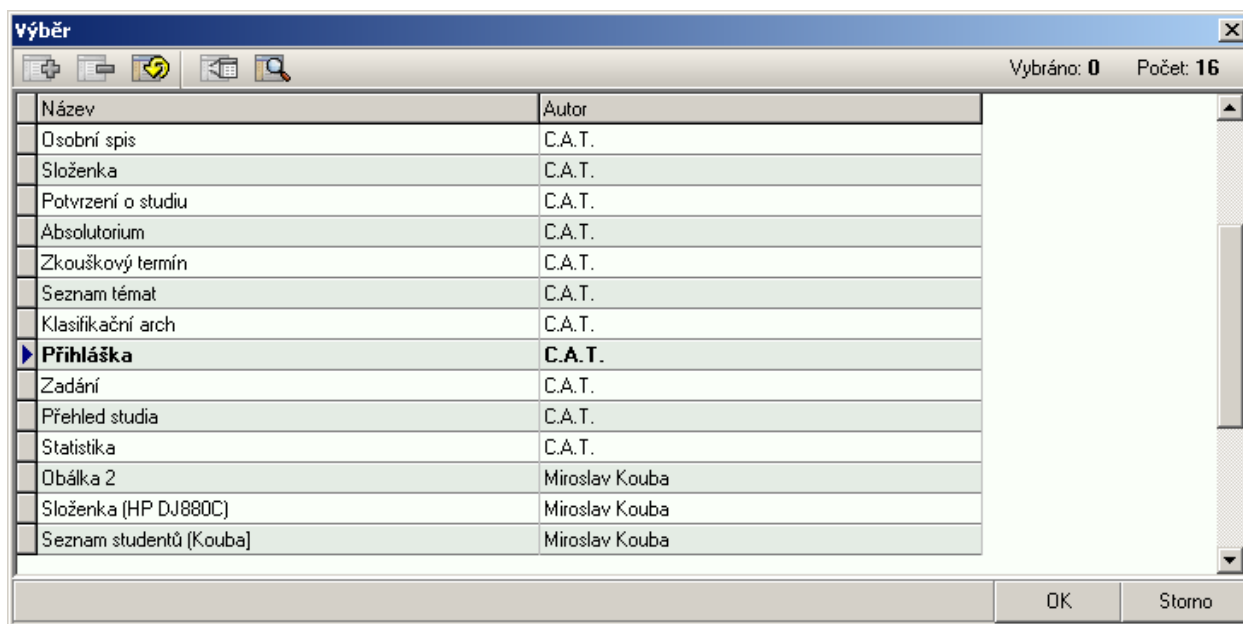 Výběr
Vybráno: 0 Počet: 16
Název Autor
Osobní spis C.A.T.
Složenka C.A.T.
Potvrzení o studiu C.A.T.
Absolutorium C.A.T.
Zkouškový termín C.A.T.
Seznam témat C.A.T.
Klasifikační arch C.A.T.
Přihláška C.A.T.
Zadání C.A.T.
Přehled studia C.A.T.
Statistika C.A.T.
Obálka 2 Miroslav Kouba
Složenka (HP DJ880C) Miroslav Kouba
Seznam studentů (Kouba] Miroslav Kouba
OK Storno